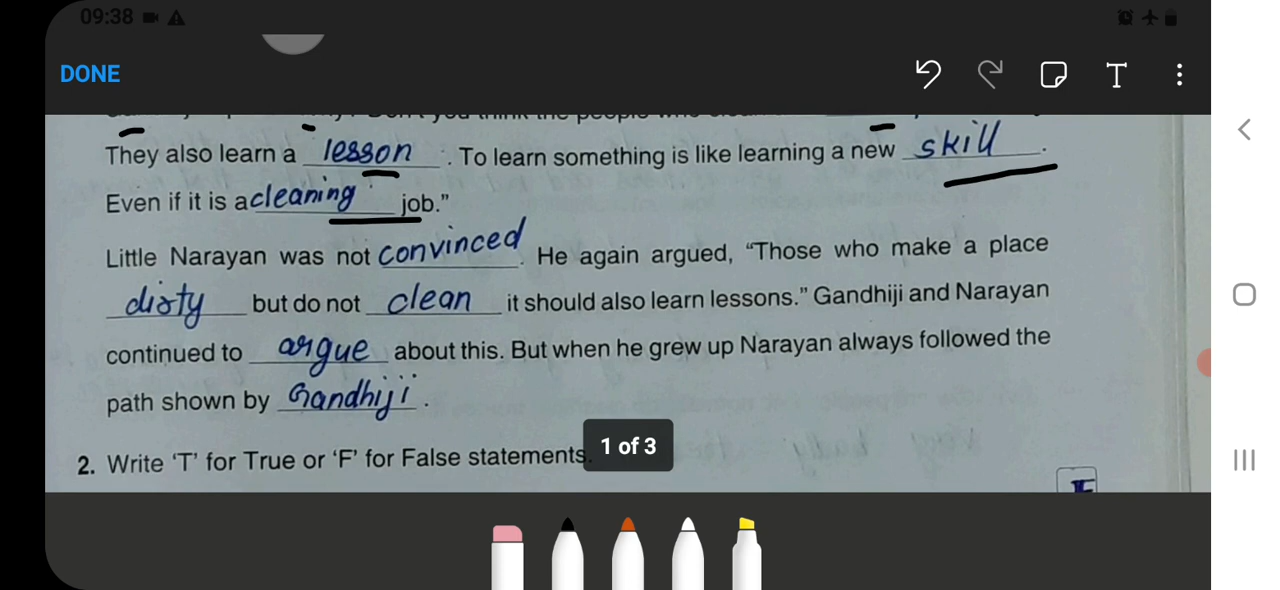 09:38
DONE
T
They also learn a lesson. To learn something is like learning a new skill.
Even if it is a cleaning job.”
Little Narayan was not convinced. He again argued, “Those who make a place
dirty but do not clean it should also learn lessons.” Gandhiji and Narayan
continued to argue about this. But when he grew up Narayan always followed the
path shown by Gandhiji.
1 of 3
2. Write ‘T’ for True or ‘F’ for False statements.
F